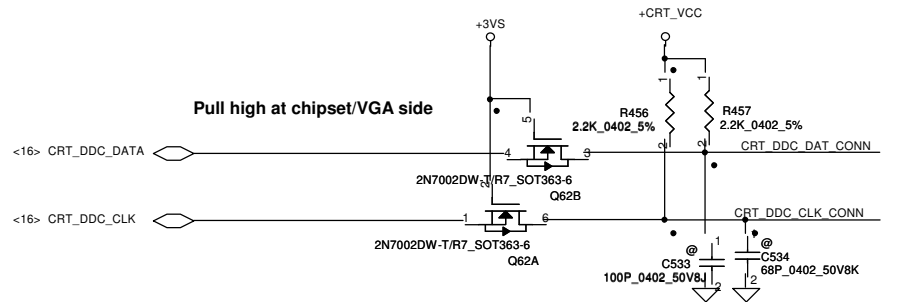 +3VS
+CRT_VCC
Pull high at chipset/VGA side
1
1
5
R456
2.2K_0402_5%
R457
2.2K_0402_5%
2
2
<16> CRT_DDC_DATA
4
3
CRT_DDC_DAT_CONN
2N7002DW-T/R7_SOT363-6
2
Q62B
<16> CRT_DDC_CLK
1
6
CRT_DDC_CLK_CONN
2N7002DW-T/R7_SOT363-6
Q62A
@
1
C533
100P_0402_50V8J
2
1
@
C534
68P_0402_50V8K
2